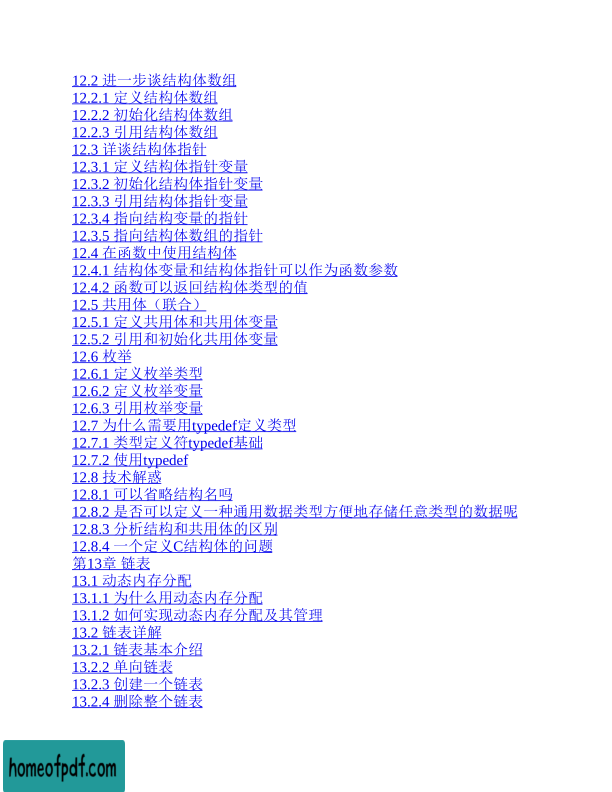 12.2 进一步谈结构体数组
12.2.1 定义结构体数组
12.2.2 初始化结构体数组
12.2.3 引用结构体数组
12.3 详谈结构体指针
12.3.1 定义结构体指针变量
12.3.2 初始化结构体指针变量
12.3.3 引用结构体指针变量
12.3.4 指向结构变量的指针
12.3.5 指向结构体数组的指针
12.4 在函数中使用结构体
12.4.1 结构体变量和结构体指针可以作为函数参数
12.4.2 函数可以返回结构体类型的值
12.5 共用体（联合）
12.5.1 定义共用体和共用体变量
12.5.2 引用和初始化共用体变量
12.6 枚举
12.6.1 定义枚举类型
12.6.2 定义枚举变量
12.6.3 引用枚举变量
12.7 为什么需要用typedef定义类型
12.7.1 类型定义符typedef基础
12.7.2 使用typedef
12.8 技术解惑
12.8.1 可以省略结构名吗
12.8.2 是否可以定义一种通用数据类型方便地存储任意类型的数据呢
12.8.3 分析结构和共用体的区别
12.8.4 一个定义C结构体的问题
第13章 链表
13.1 动态内存分配
13.1.1 为什么用动态内存分配
13.1.2 如何实现动态内存分配及其管理
13.2 链表详解
13.2.1 链表基本介绍
13.2.2 单向链表
13.2.3 创建一个链表
13.2.4 删除整个链表
homeofpdf.com